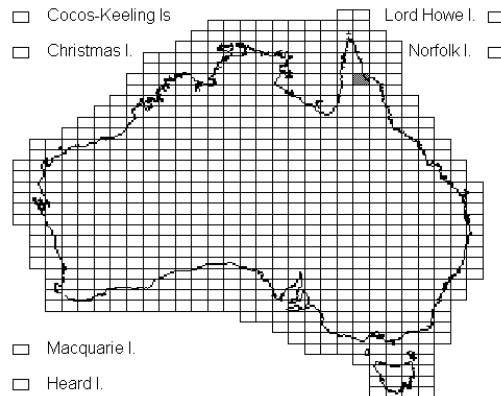 Cocos-Keeling Is
Lord Howe I.
Christmas I.
Norfolk I.
Macquarie I.
Heard I.